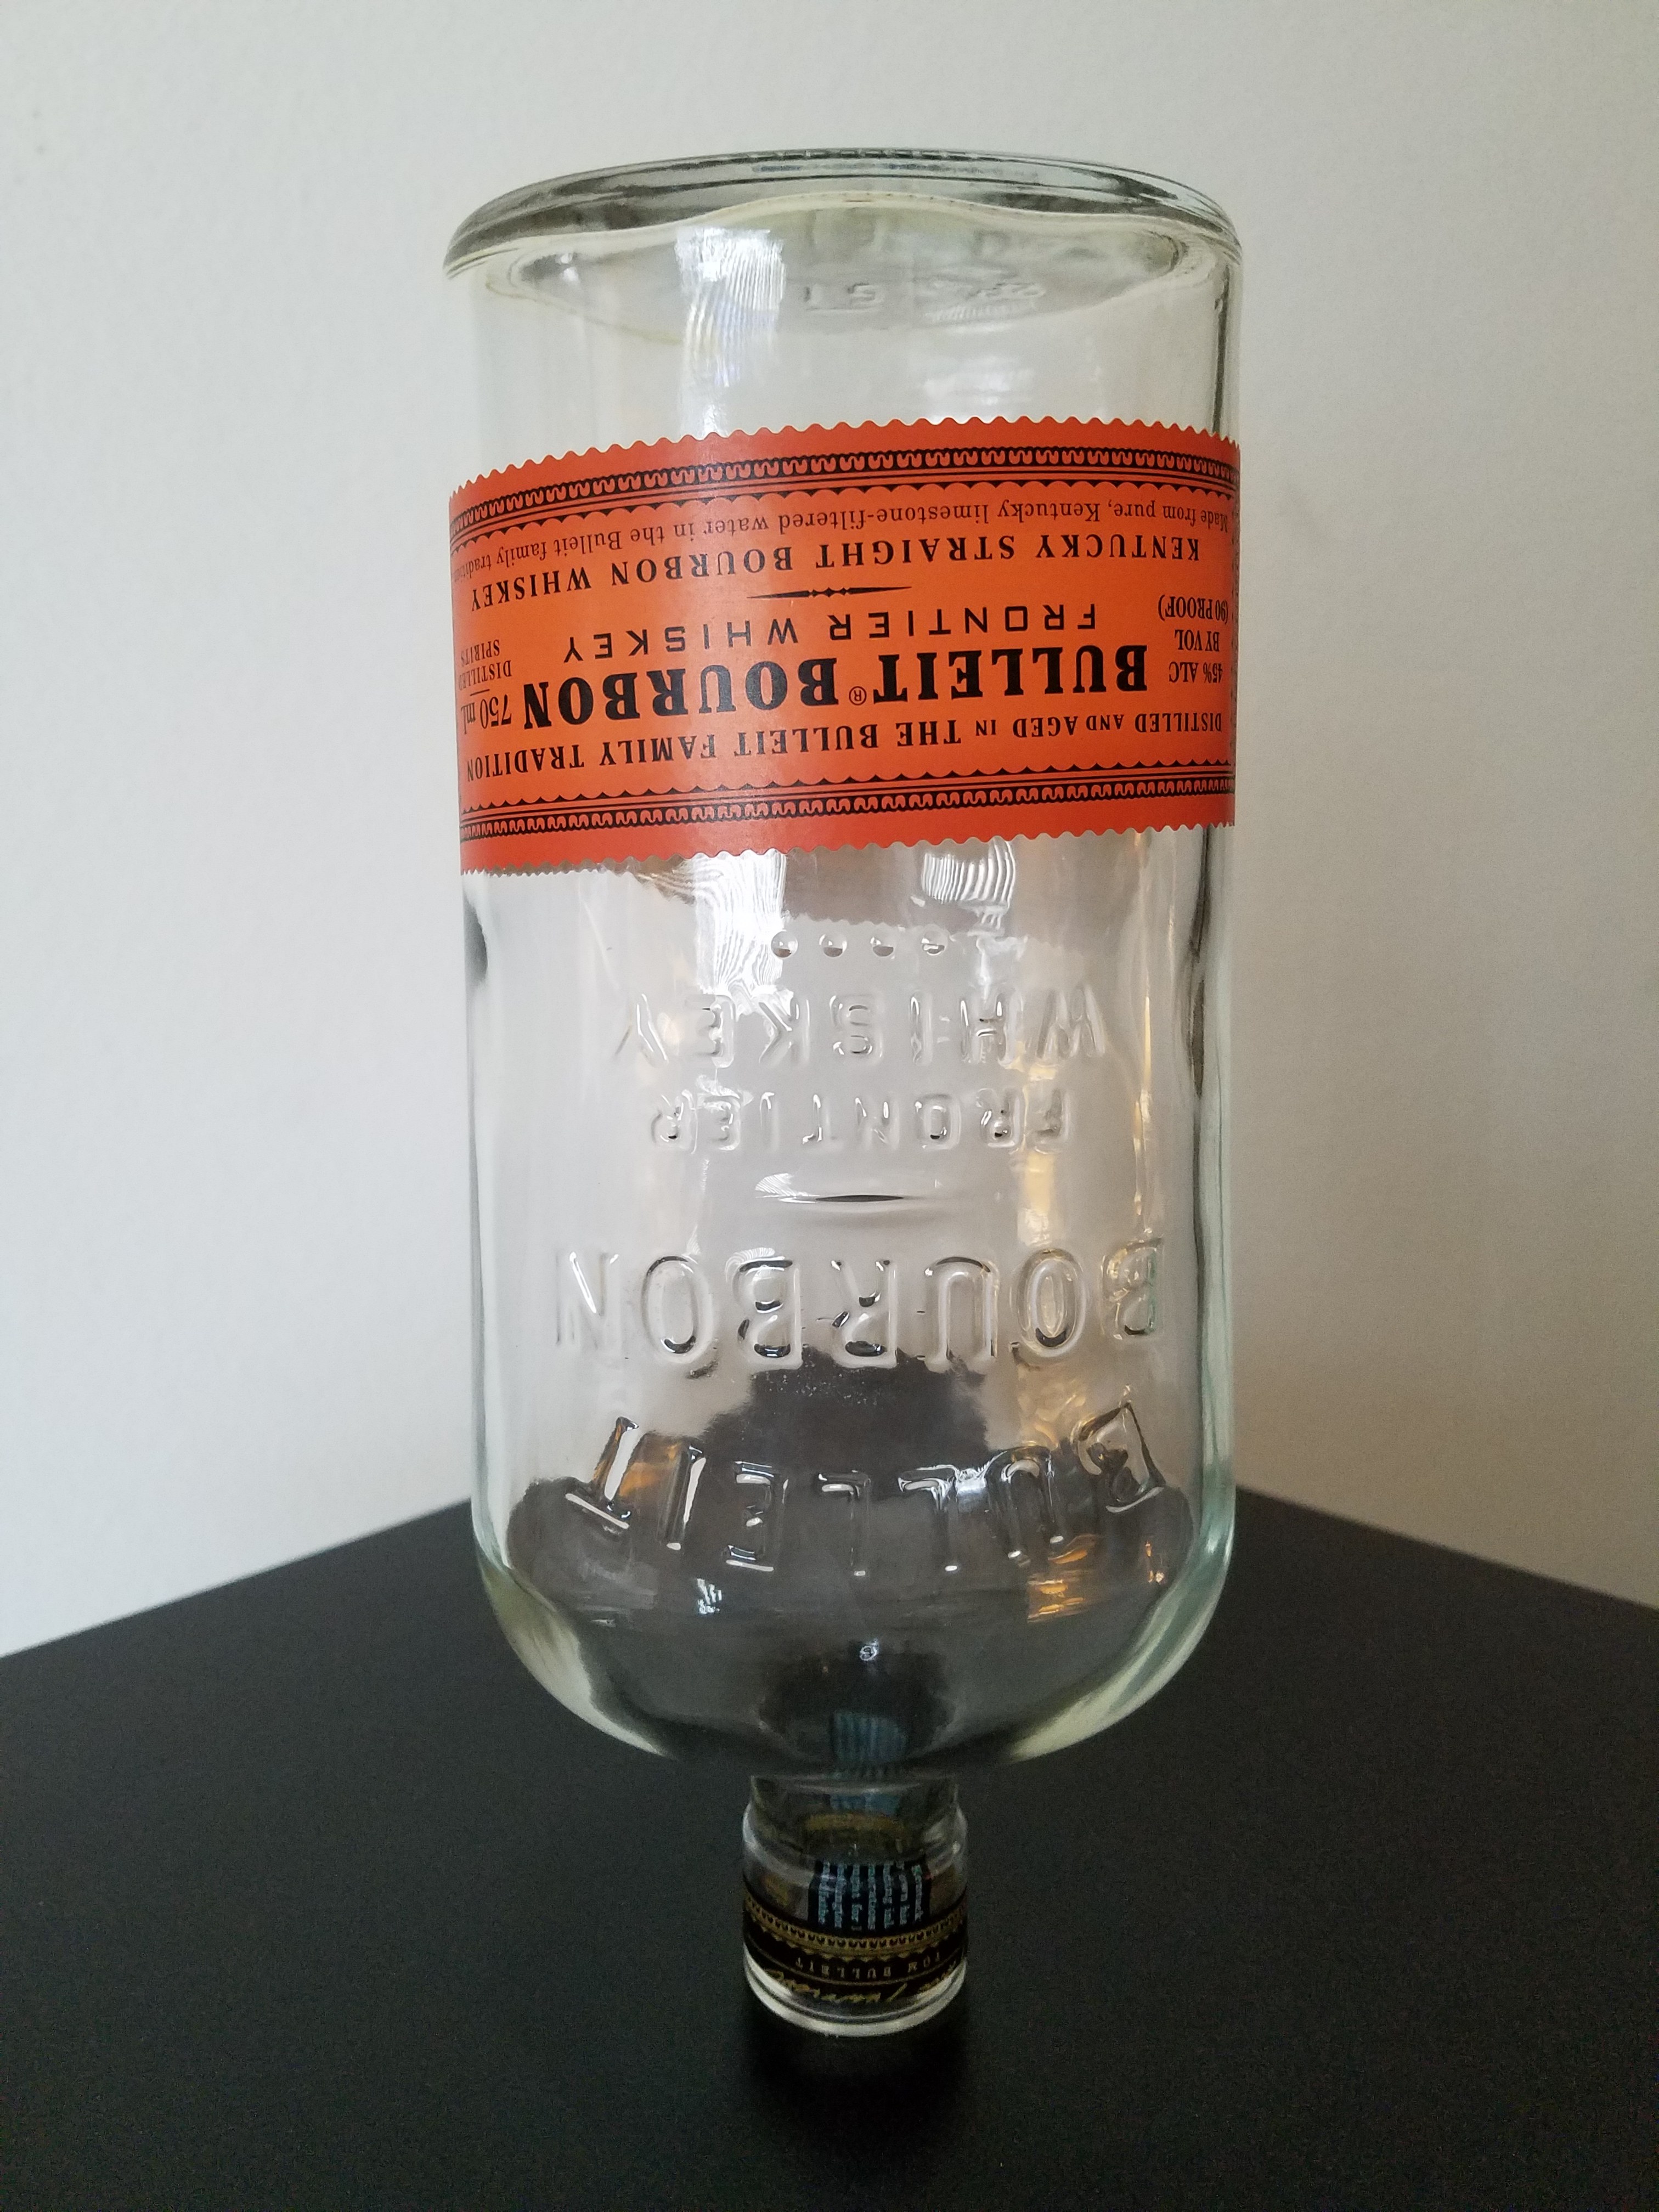 TOM BULLEIT
BULLEIT
BOURBON
FRONTIER
WHISKEY
DISTILLED AND AGED IN THE BULLEIT FAMILY TRADITION
BULLEIT® BOURBON
FRONTIER WHISKEY
45% ALC
BY VOL
(90 PROOF)
750 mL
DISTILLED
SPIRITS
KENTUCKY STRAIGHT BOURBON WHISKEY
Made from pure, Kentucky limestone-filtered water in the Bulleit family